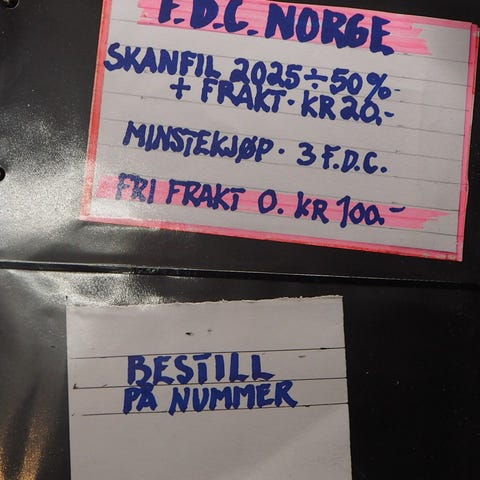 F.D.C. NORGE
SKANFIL 2025 ÷ 50%
+ FRAKT · KR 20.-
MINSTEKJØP · 3 F.D.C.
FRI FRAKT O. KR 100.-
BESTILL
PÅ NUMMER